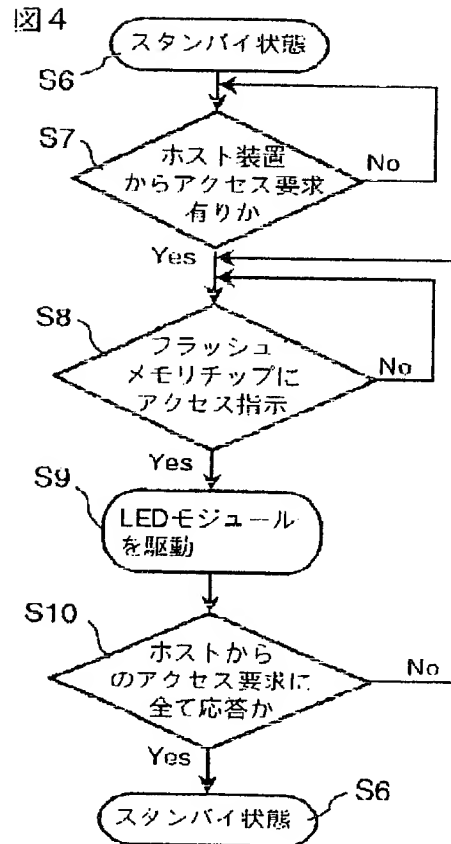 図4
スタンバイ状態
S6
S7
ホスト装置
からアクセス要求
有りか
No
Yes
S8
フラッシュ
メモリチップに
アクセス指示
No
Yes
S9
LEDモジュール
を駆動
S10
ホストから
のアクセス要求に
全て応答か
No
Yes
スタンバイ状態
S6